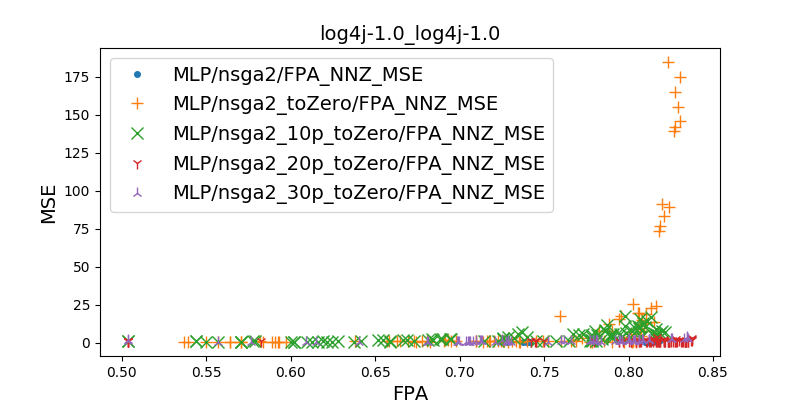 log4j-1.0_log4j-1.0
MLP/nsga2/FPA_NNZ_MSE
MLP/nsga2_toZero/FPA_NNZ_MSE
MLP/nsga2_10p_toZero/FPA_NNZ_MSE
MLP/nsga2_20p_toZero/FPA_NNZ_MSE
MLP/nsga2_30p_toZero/FPA_NNZ_MSE
MSE
175
150
125
100
75
50
25
0
0.50 0.55 0.60 0.65 0.70 0.75 0.80 0.85
FPA